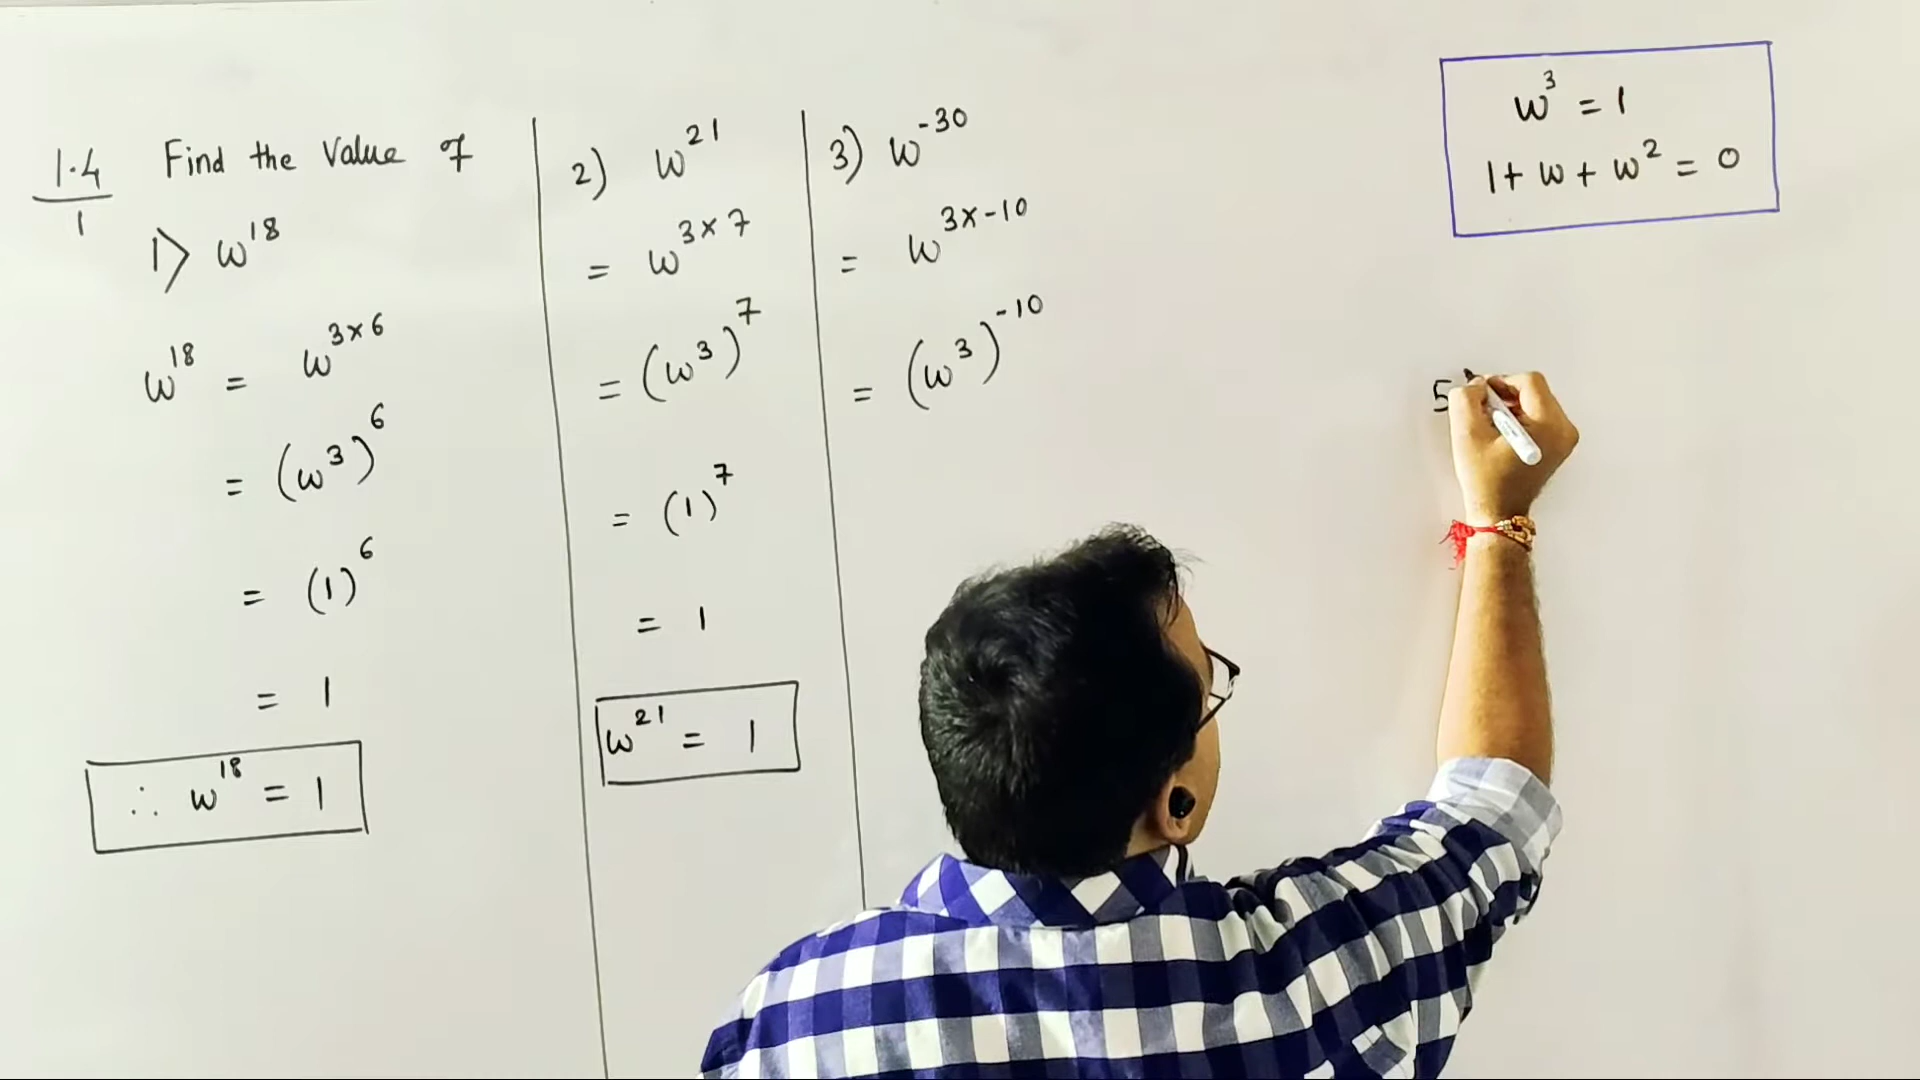 1.4
1
Find the Value of
1) ω^18
ω^18 = ω^3×6
= (ω^3)^6
= (1)^6
= 1
∴ ω^18 = 1
2) ω^21
= ω^3×7
= (ω^3)^7
= (1)^7
= 1
ω^21 = 1
3) ω^-30
= ω^3×-10
= (ω^3)^-10
ω^3 = 1
1 + ω + ω^2 = 0
5